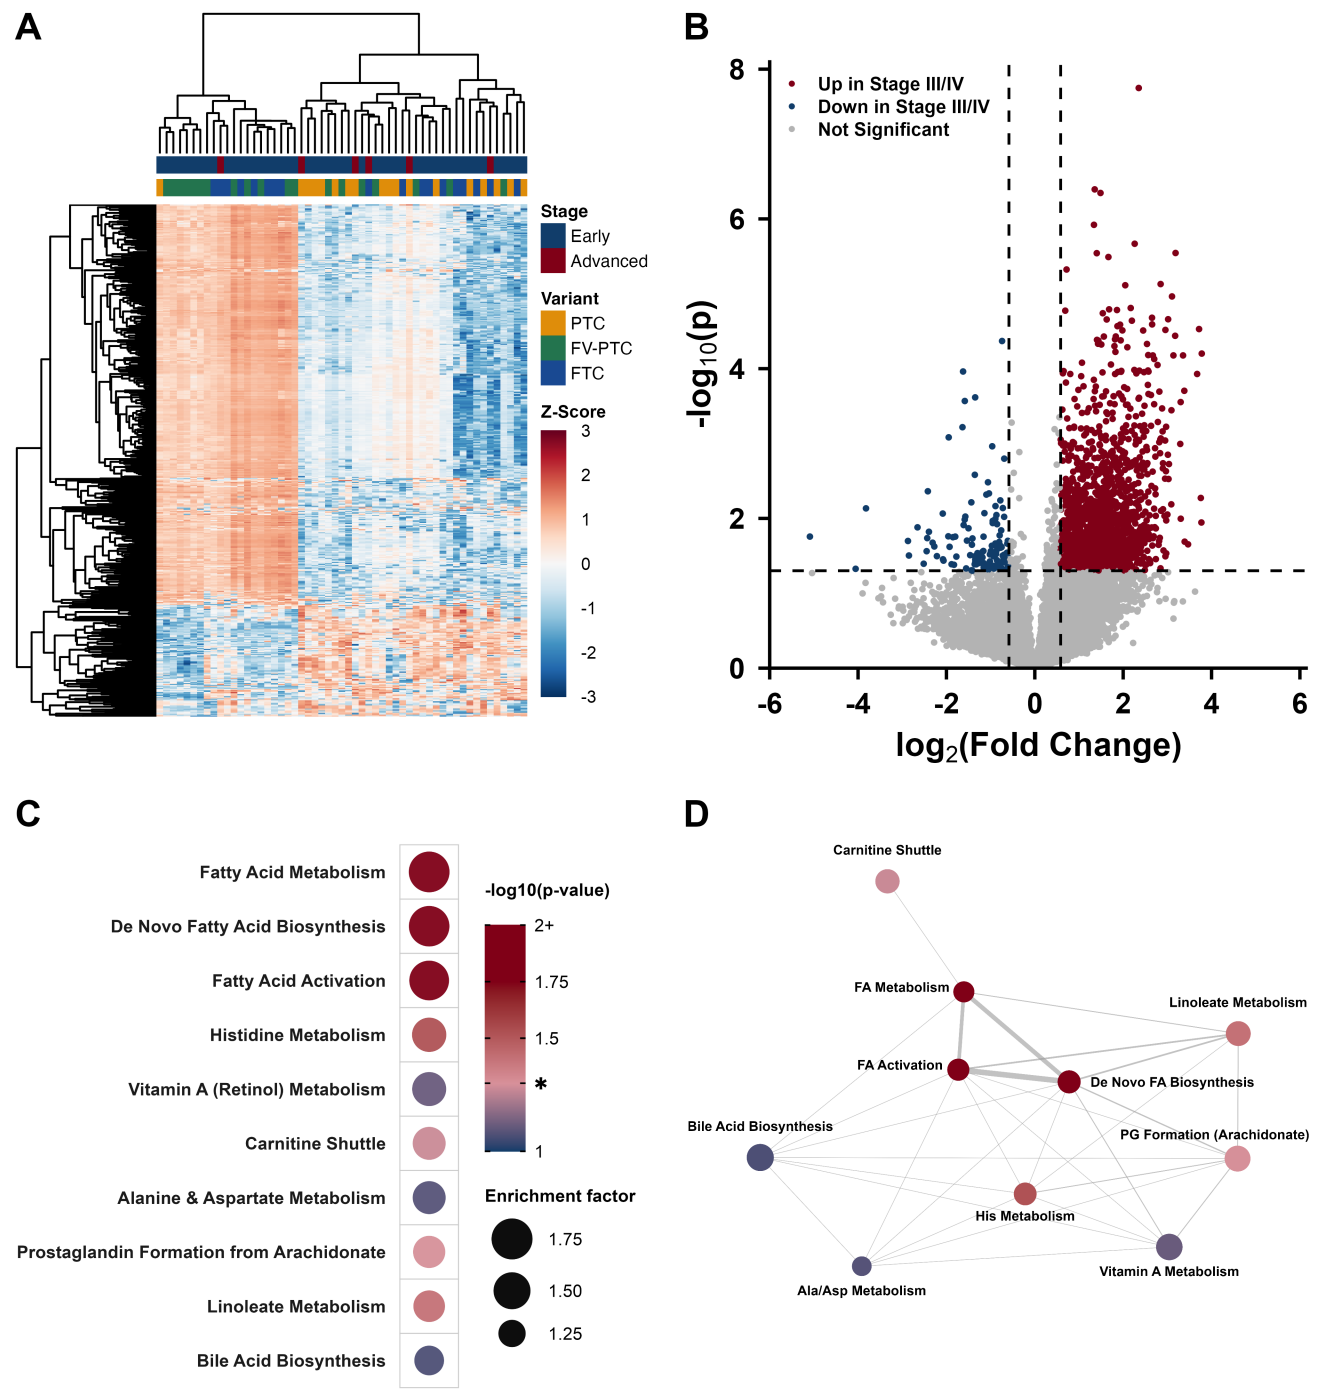 A
Stage
Early
Advanced
Variant
PTC
FV-PTC
FTC
Z-Score
3
2
1
0
-1
-2
-3
B
Up in Stage III/IV
Down in Stage III/IV
Not Significant
8
6
4
2
0
-log10(p)
-6 -4 -2 0 2 4 6
log2(Fold Change)
C
Fatty Acid Metabolism
De Novo Fatty Acid Biosynthesis
Fatty Acid Activation
Histidine Metabolism
Vitamin A (Retinol) Metabolism
Carnitine Shuttle
Alanine & Aspartate Metabolism
Prostaglandin Formation from Arachidonate
Linoleate Metabolism
Bile Acid Biosynthesis
-log10(p-value)
2+
1.75
1.5
*
1
Enrichment factor
1.75
1.50
1.25
D
Carnitine Shuttle
FA Metabolism
Linoleate Metabolism
FA Activation
De Novo FA Biosynthesis
Bile Acid Biosynthesis
PG Formation (Arachidonate)
His Metabolism
Vitamin A Metabolism
Ala/Asp Metabolism